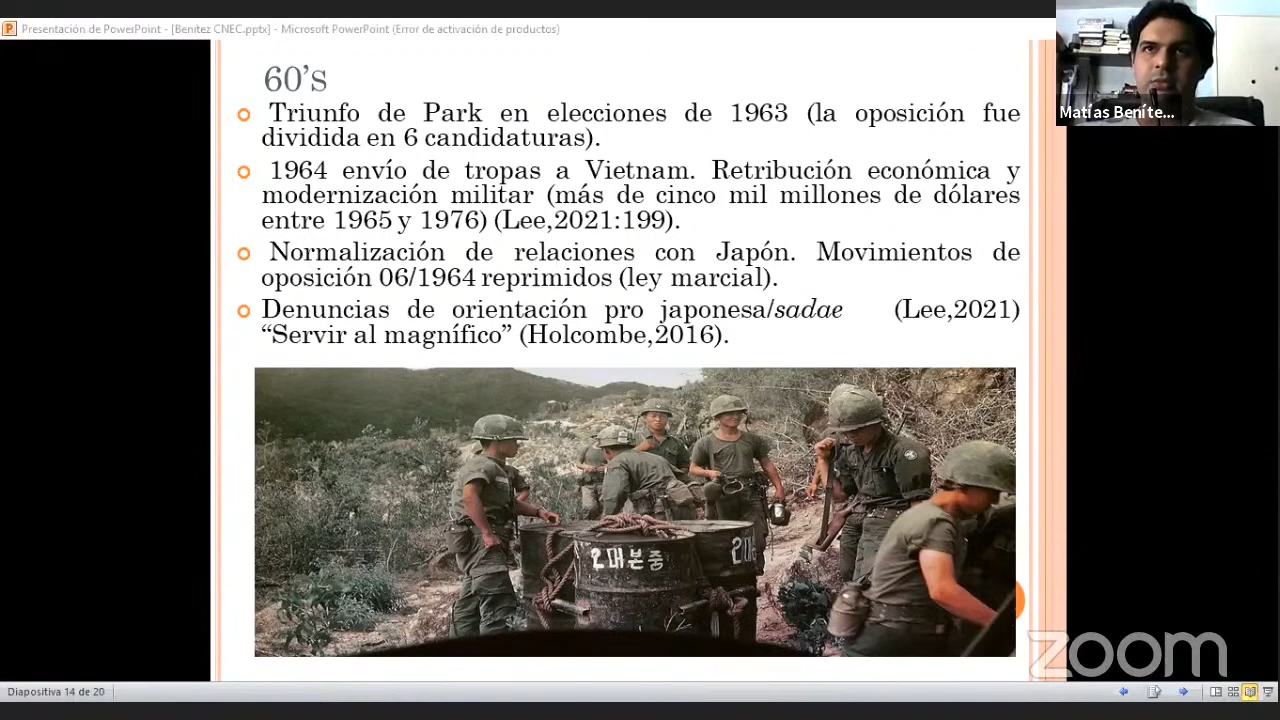 Presentación de PowerPoint - [Benítez CNEC.pptx] - Microsoft PowerPoint (Error de activación de productos)
Matías Beníte...
60’S
Triunfo de Park en elecciones de 1963 (la oposición fue
dividida en 6 candidaturas).
1964 envío de tropas a Vietnam. Retribución económica y
modernización militar (más de cinco mil millones de dólares
entre 1965 y 1976) (Lee,2021:199).
Normalización de relaciones con Japón. Movimientos de
oposición 06/1964 reprimidos (ley marcial).
Denuncias de orientación pro japonesa/sadae (Lee,2021)
“Servir al magnífico” (Holcombe,2016).
2대본중
2대
zoom
Diapositiva 14 de 20